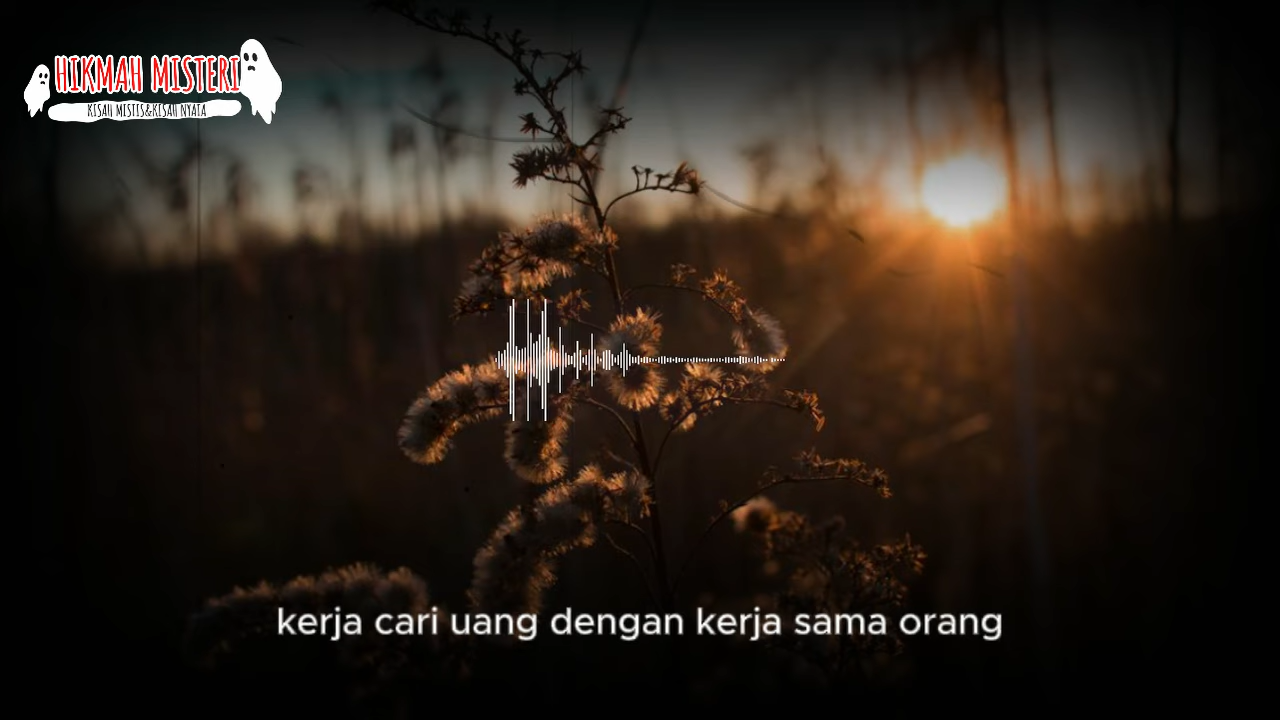 HIKMAH MISTERI
KISAH MISTIS&KISAH NYATA
kerja cari uang dengan kerja sama orang